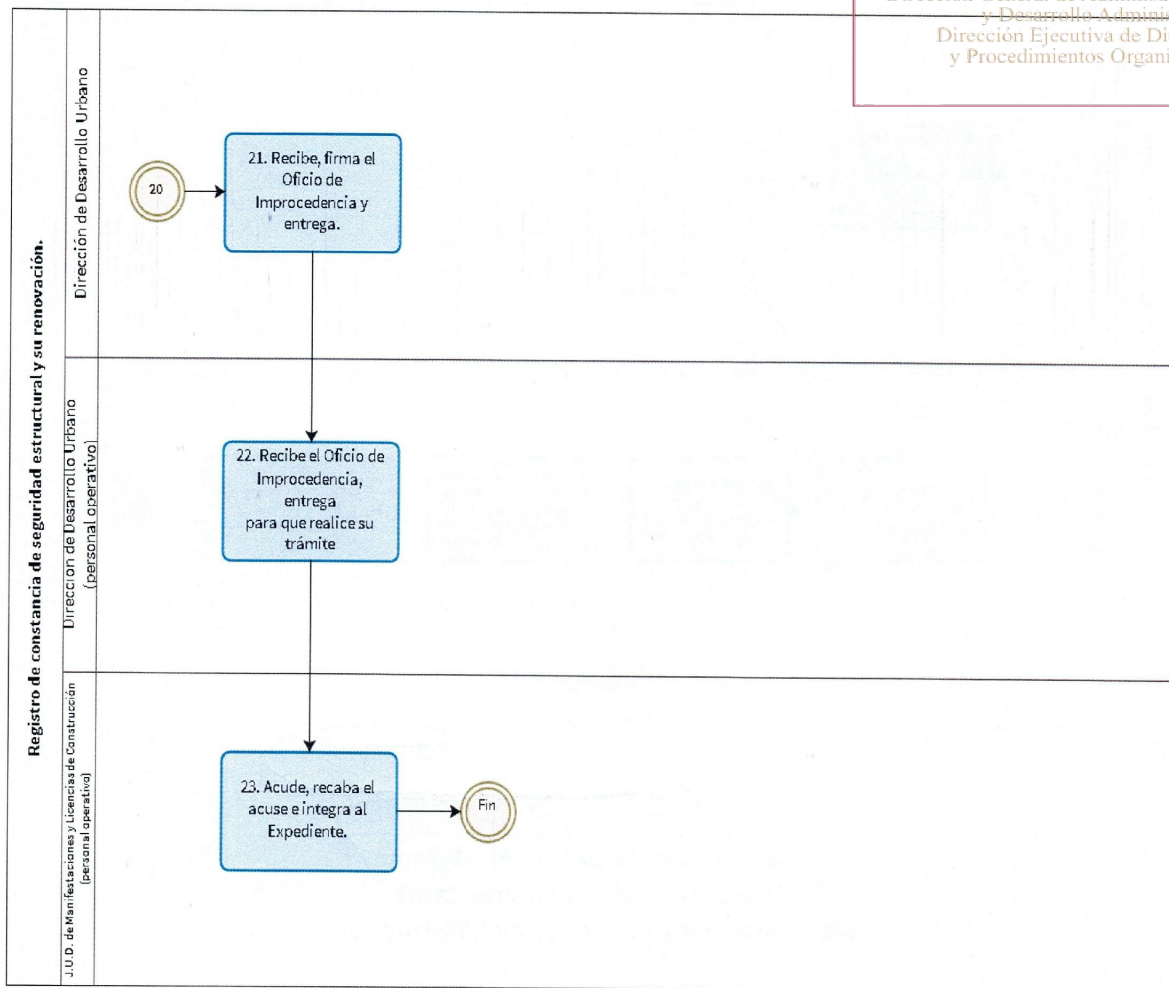 y Desarrollo Adminis
Dirección Ejecutiva de Di
y Procedimientos Organi
Registro de constancia de seguridad estructural y su renovación.
Dirección de Desarrollo Urbano
20
21. Recibe, firma el
Oficio de
Improcedencia y
entrega.
Dirección de Desarrollo Urbano
(personal operativo)
22. Recibe el Oficio de
Improcedencia,
entrega
para que realice su
trámite
J.U.D. de Manifestaciones y Licencias de Construcción
(personal operativo)
23. Acude, recaba el
acuse e integra al
Expediente.
Fin